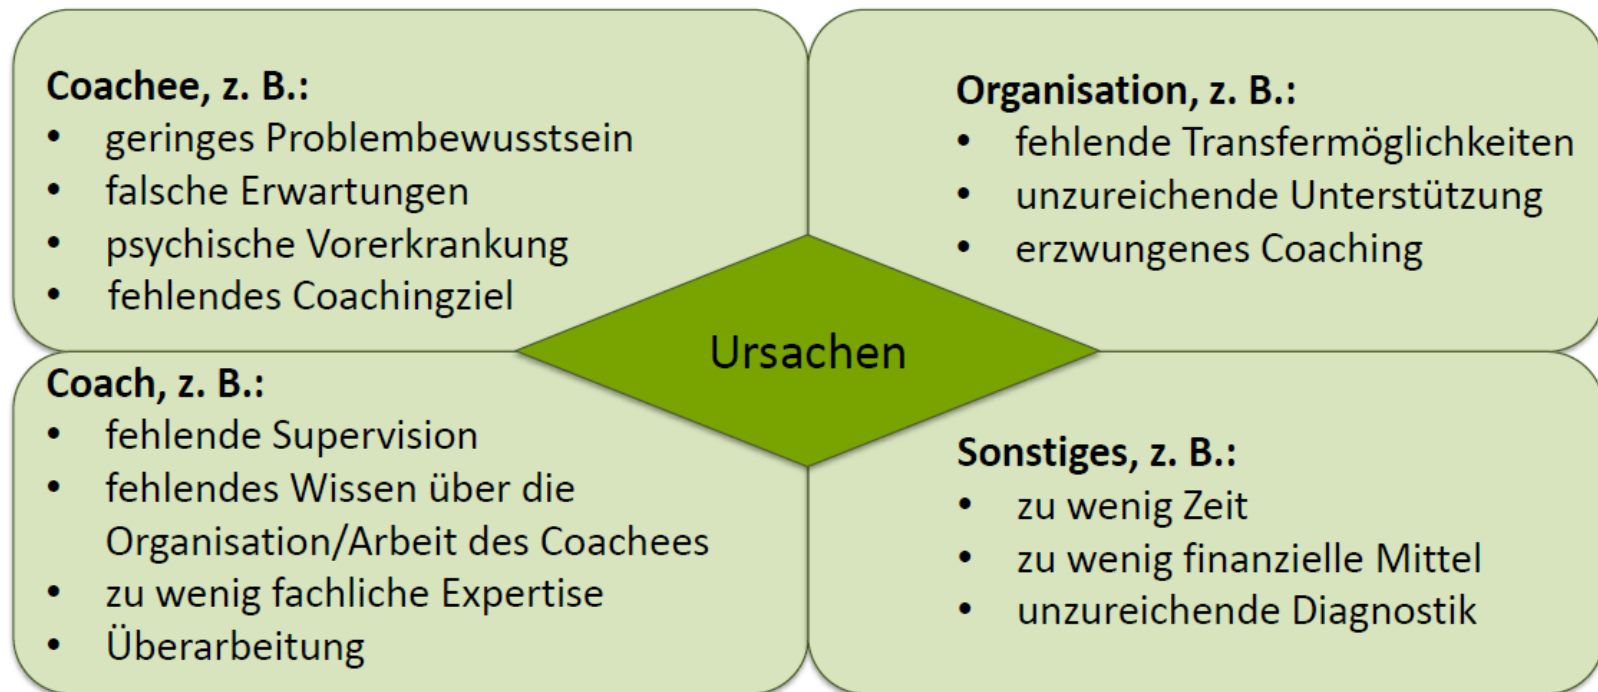 Coachee, z. B.:
• geringes Problembewusstsein
• falsche Erwartungen
• psychische Vorerkrankung
• fehlendes Coachingziel
Organisation, z. B.:
• fehlende Transfermöglichkeiten
• unzureichende Unterstützung
• erzwungenes Coaching
Ursachen
Coach, z. B.:
• fehlende Supervision
• fehlendes Wissen über die
Organisation/Arbeit des Coachees
• zu wenig fachliche Expertise
• Überarbeitung
Sonstiges, z. B.:
• zu wenig Zeit
• zu wenig finanzielle Mittel
• unzureichende Diagnostik